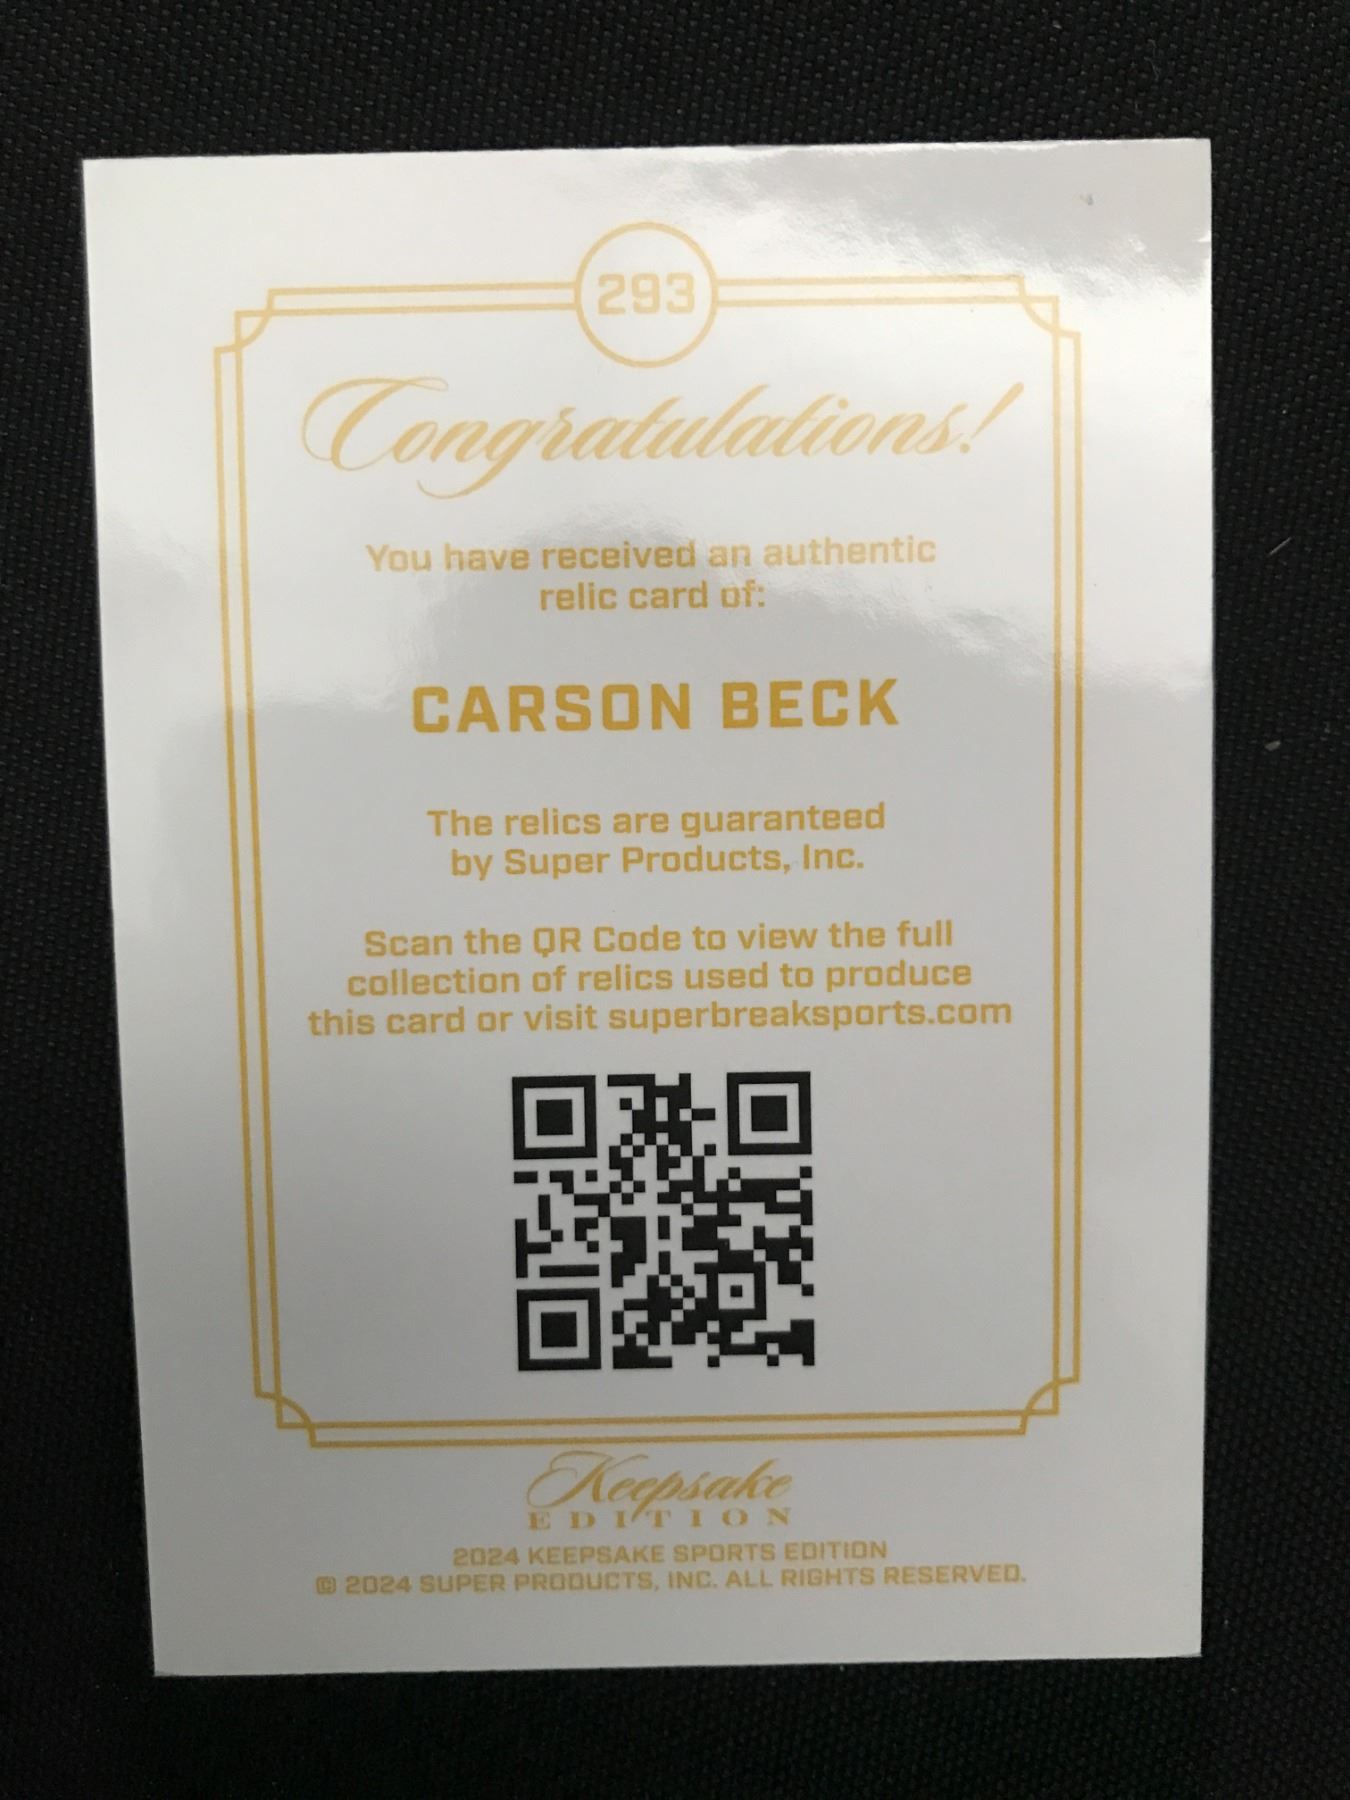 293
Congratulations!
You have received an authentic
relic card of:
CARSON BECK
The relics are guaranteed
by Super Products, Inc.
Scan the QR Code to view the full
collection of relics used to produce
this card or visit superbreaksports.com
Keepsake
EDITION
2024 KEEPSAKE SPORTS EDITION
© 2024 SUPER PRODUCTS, INC. ALL RIGHTS RESERVED.